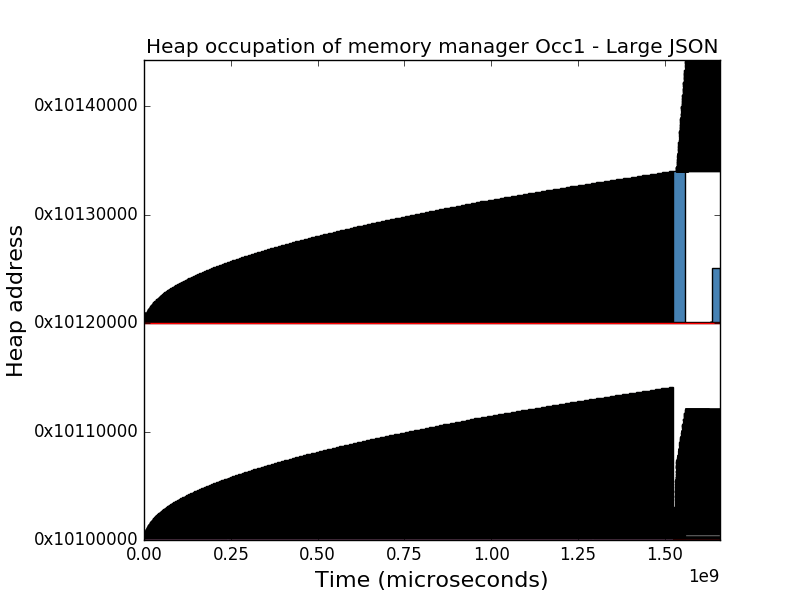 Heap occupation of memory manager Occ1 - Large JSON
0x10140000
0x10130000
0x10120000
0x10110000
0x10100000
Heap address
0.00 0.25 0.50 0.75 1.00 1.25 1.50
1e9
Time (microseconds)